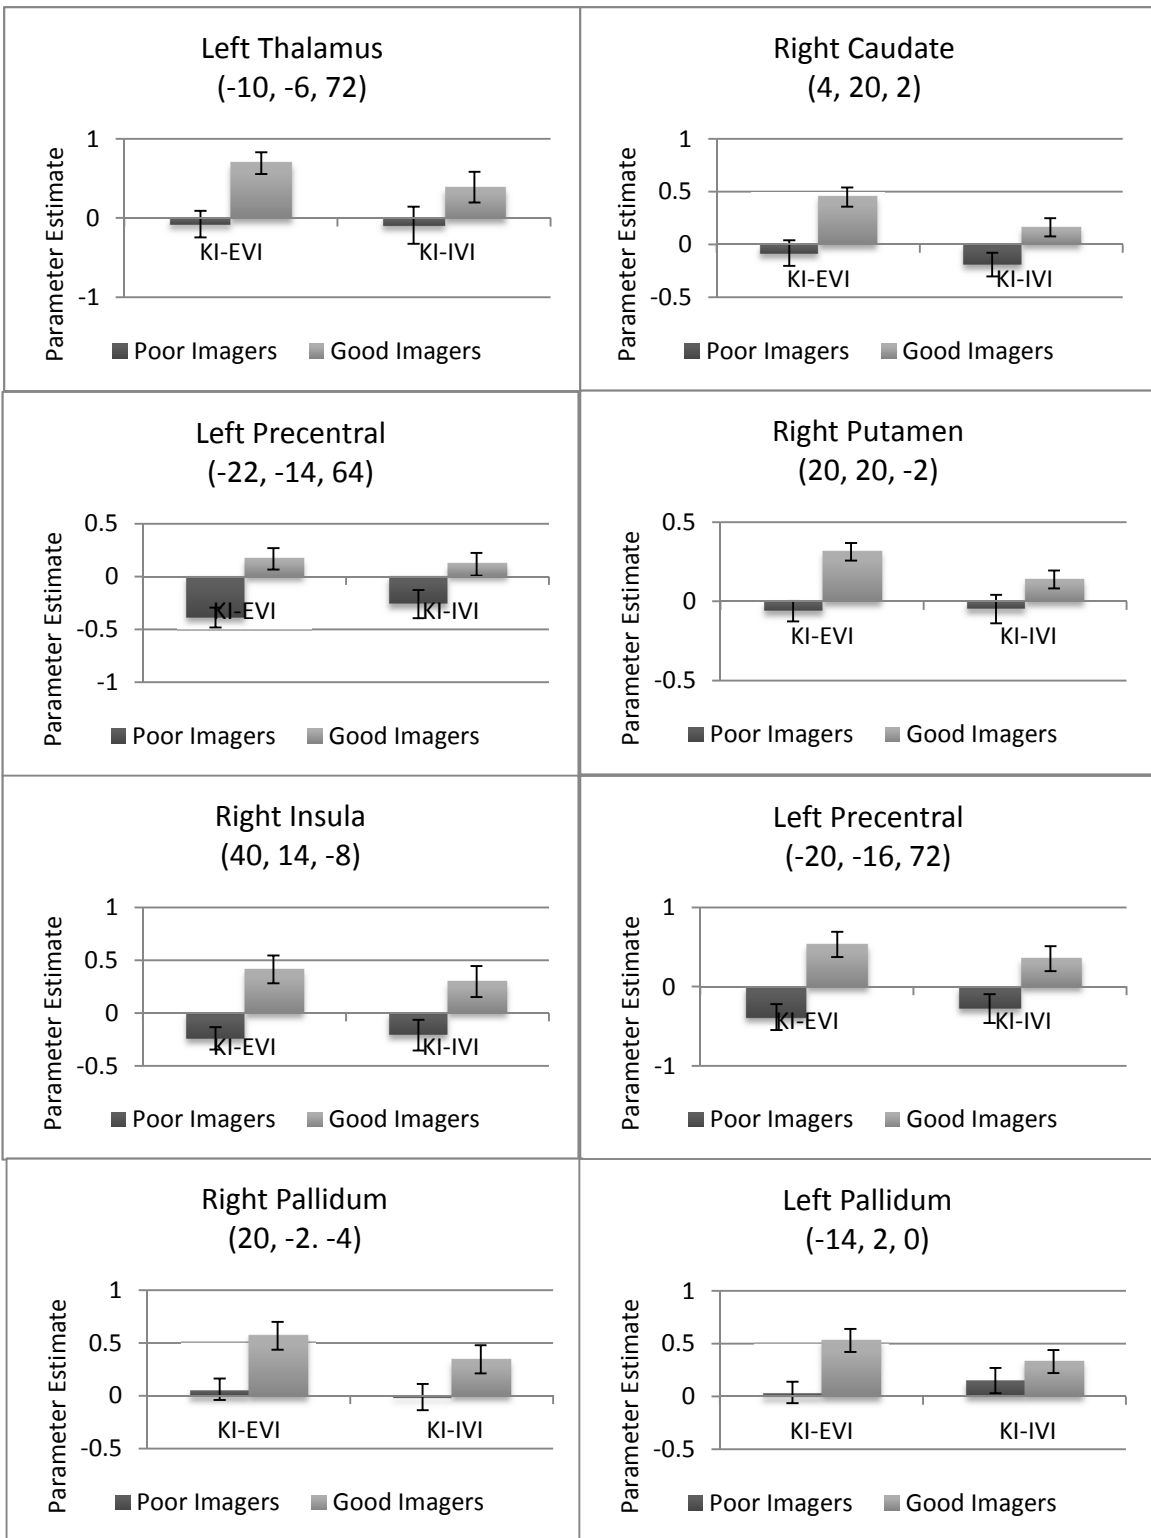 Left Thalamus
(-10, -6, 72)
Parameter Estimate
1
0
-1
KI-EVI
KI-IVI
Poor Imagers
Good Imagers
Right Caudate
(4, 20, 2)
Parameter Estimate
1
0.5
0
-0.5
KI-EVI
KI-IVI
Poor Imagers
Good Imagers
Left Precentral
(-22, -14, 64)
Parameter Estimate
0.5
0
-0.5
-1
KI-EVI
KI-IVI
Poor Imagers
Good Imagers
Right Putamen
(20, 20, -2)
Parameter Estimate
0.5
0
-0.5
KI-EVI
KI-IVI
Poor Imagers
Good Imagers
Right Insula
(40, 14, -8)
Parameter Estimate
1
0.5
0
-0.5
KI-EVI
KI-IVI
Poor Imagers
Good Imagers
Left Precentral
(-20, -16, 72)
Parameter Estimate
1
0
-1
KI-EVI
KI-IVI
Poor Imagers
Good Imagers
Right Pallidum
(20, -2. -4)
Parameter Estimate
1
0.5
0
-0.5
KI-EVI
KI-IVI
Poor Imagers
Good Imagers
Left Pallidum
(-14, 2, 0)
Parameter Estimate
1
0.5
0
-0.5
KI-EVI
KI-IVI
Poor Imagers
Good Imagers